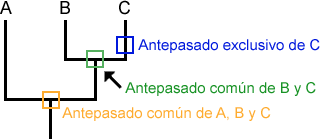 A B C
Antepasado exclusivo de C
Antepasado común de B y C
Antepasado común de A, B y C